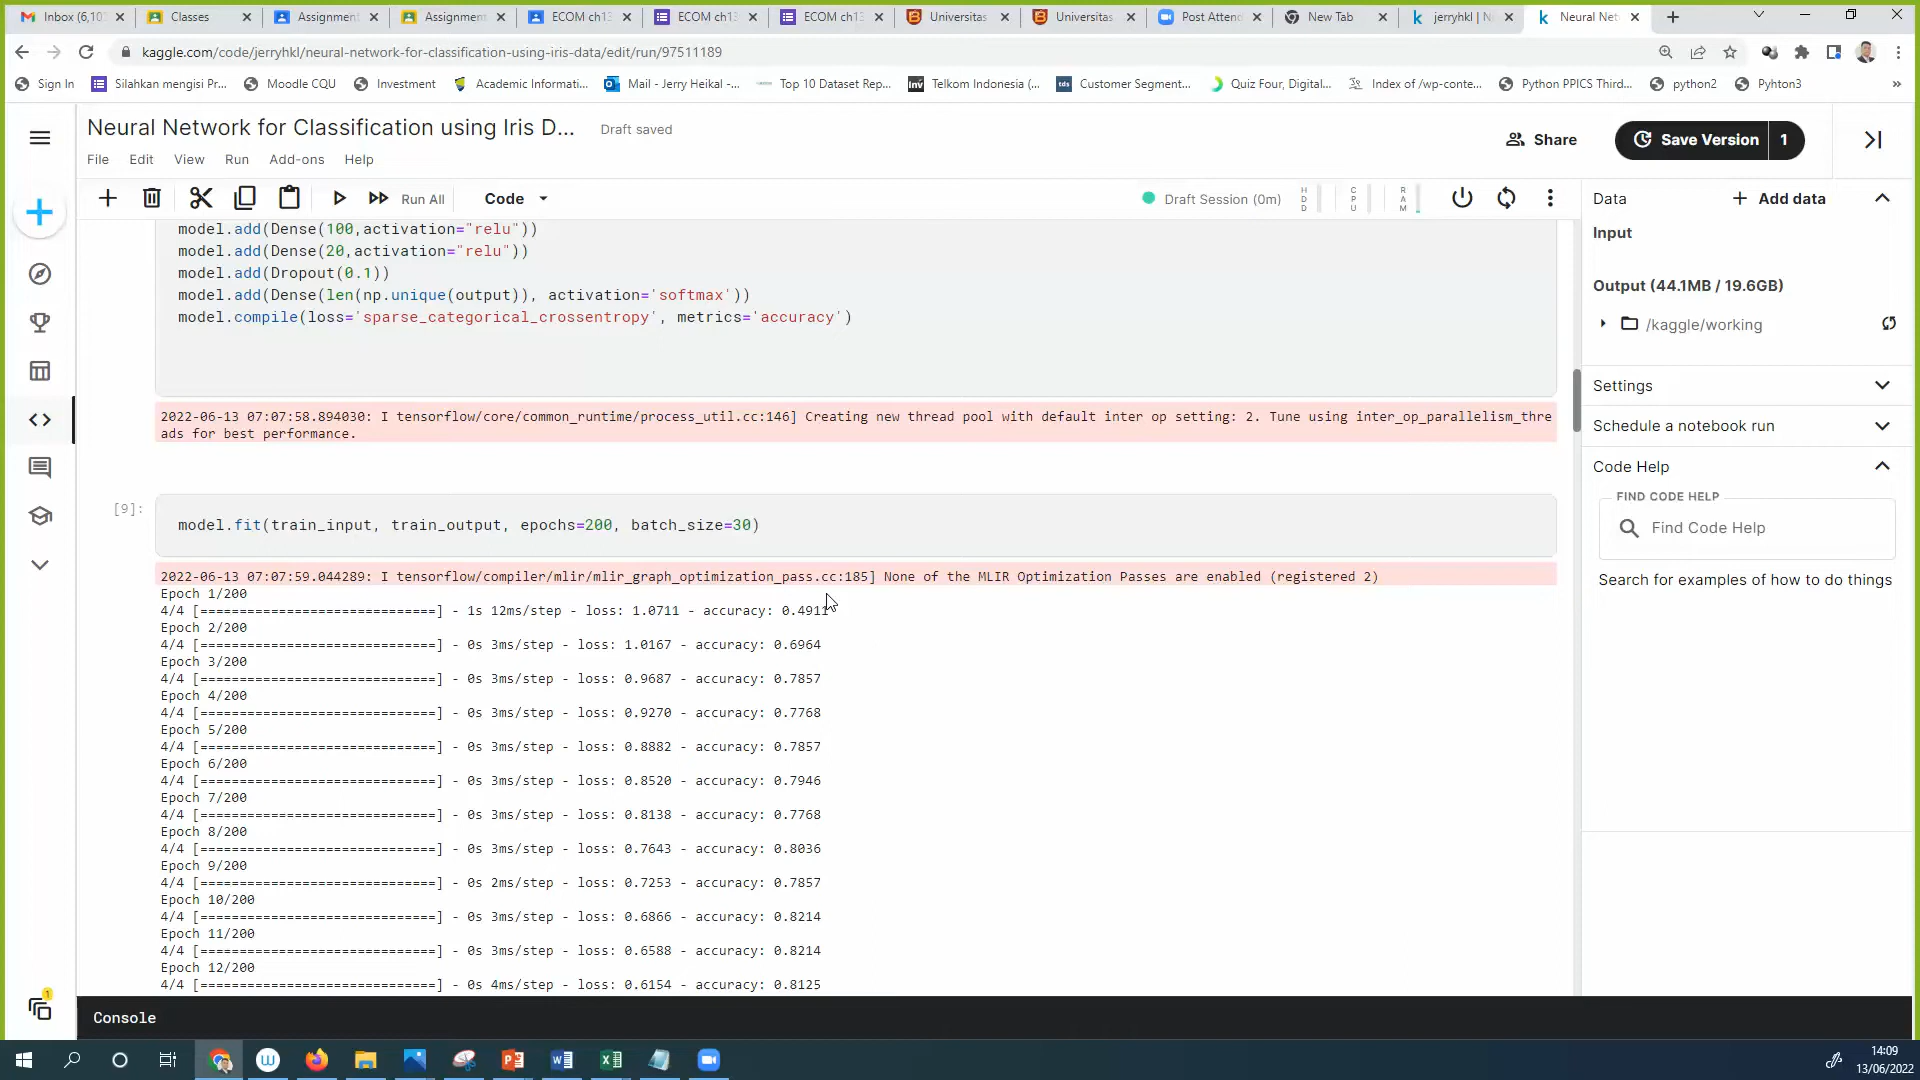 Inbox (6,10
Classes
Assignment
Assignment
ECOM ch13
ECOM ch13
ECOM ch13
Universitas
Universitas
Post Attend
New Tab
jerryhkl | N
Neural Net
kaggle.com/code/jerryhkl/neural-network-for-classification-using-iris-data/edit/run/97511189
Sign In
Silahkan mengisi Pr...
Moodle CQU
Investment
Academic Informati...
Mail - Jerry Heikal -...
Top 10 Dataset Rep...
Telkom Indonesia (...
Customer Segment...
Quiz Four, Digital...
Index of /wp-conte...
Python PPICS Third...
python2
Pyhton3
»
Neural Network for Classification using Iris D...
Draft saved
Share
Save Version
1
File
Edit
View
Run
Add-ons
Help
Run All
Code
Draft Session (0m)
HDD
CPU
RAM
Data
Add data
model.add(Dense(100,activation="relu"))
model.add(Dense(20,activation="relu"))
model.add(Dropout(0.1))
model.add(Dense(len(np.unique(output)), activation='softmax'))
model.compile(loss='sparse_categorical_crossentropy', metrics='accuracy')
2022-06-13 07:07:58.894030: I tensorflow/core/common_runtime/process_util.cc:146] Creating new thread pool with default inter op setting: 2. Tune using inter_op_parallelism_thre
ads for best performance.
[9]:
model.fit(train_input, train_output, epochs=200, batch_size=30)
2022-06-13 07:07:59.044289: I tensorflow/compiler/mlir/mlir_graph_optimization_pass.cc:185] None of the MLIR Optimization Passes are enabled (registered 2)
Epoch 1/200
4/4 [==============================] - 1s 12ms/step - loss: 1.0711 - accuracy: 0.4911
Epoch 2/200
4/4 [==============================] - 0s 3ms/step - loss: 1.0167 - accuracy: 0.6964
Epoch 3/200
4/4 [==============================] - 0s 3ms/step - loss: 0.9687 - accuracy: 0.7857
Epoch 4/200
4/4 [==============================] - 0s 3ms/step - loss: 0.9270 - accuracy: 0.7768
Epoch 5/200
4/4 [==============================] - 0s 3ms/step - loss: 0.8882 - accuracy: 0.7857
Epoch 6/200
4/4 [==============================] - 0s 3ms/step - loss: 0.8520 - accuracy: 0.7946
Epoch 7/200
4/4 [==============================] - 0s 3ms/step - loss: 0.8138 - accuracy: 0.7768
Epoch 8/200
4/4 [==============================] - 0s 3ms/step - loss: 0.7643 - accuracy: 0.8036
Epoch 9/200
4/4 [==============================] - 0s 2ms/step - loss: 0.7253 - accuracy: 0.7857
Epoch 10/200
4/4 [==============================] - 0s 3ms/step - loss: 0.6866 - accuracy: 0.8214
Epoch 11/200
4/4 [==============================] - 0s 3ms/step - loss: 0.6588 - accuracy: 0.8214
Epoch 12/200
4/4 [==============================] - 0s 4ms/step - loss: 0.6154 - accuracy: 0.8125
Input
Output (44.1MB / 19.6GB)
/kaggle/working
Settings
Schedule a notebook run
Code Help
FIND CODE HELP
Find Code Help
Search for examples of how to do things
1
Console
14:09
13/06/2022